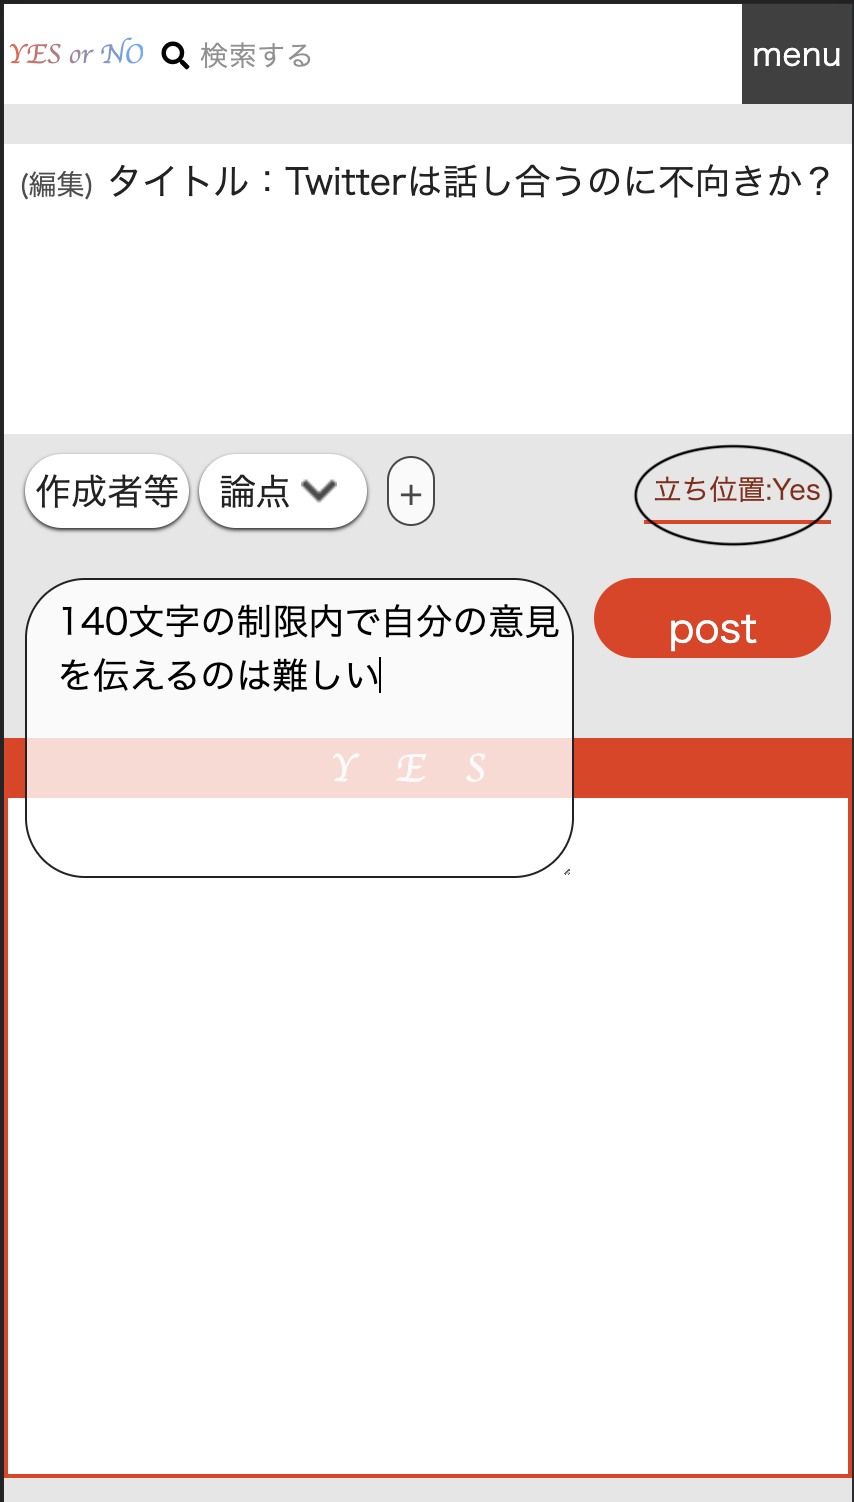 YES or NO 検索する menu
(編集) タイトル：Twitterは話し合うのに不向きか？
作成者等 論点 + 立ち位置:Yes
140文字の制限内で自分の意見
を伝えるのは難しい
post
Y E S